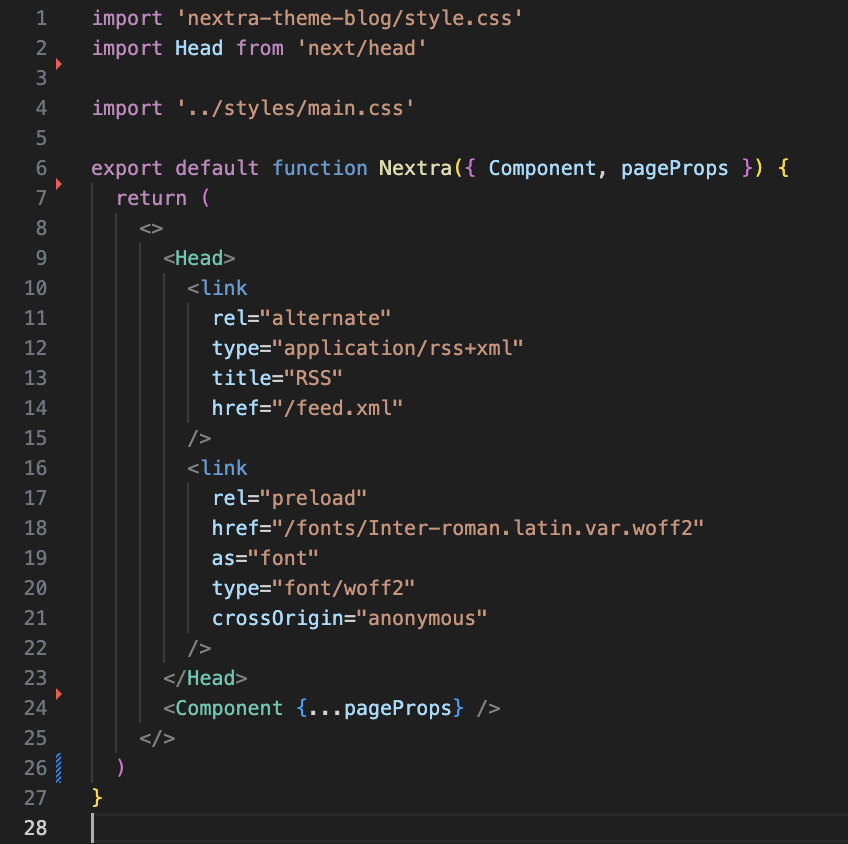 1 import 'nextra-theme-blog/style.css'
2 import Head from 'next/head'
3
4 import '../styles/main.css'
5
6 export default function Nextra({ Component, pageProps }) {
7   return (
8     <>
9       <Head>
10         <link
11           rel="alternate"
12           type="application/rss+xml"
13           title="RSS"
14           href="/feed.xml"
15         />
16         <link
17           rel="preload"
18           href="/fonts/Inter-roman.latin.var.woff2"
19           as="font"
20           type="font/woff2"
21           crossOrigin="anonymous"
22         />
23       </Head>
24       <Component {...pageProps} />
25     </>
26   )
27 }
28